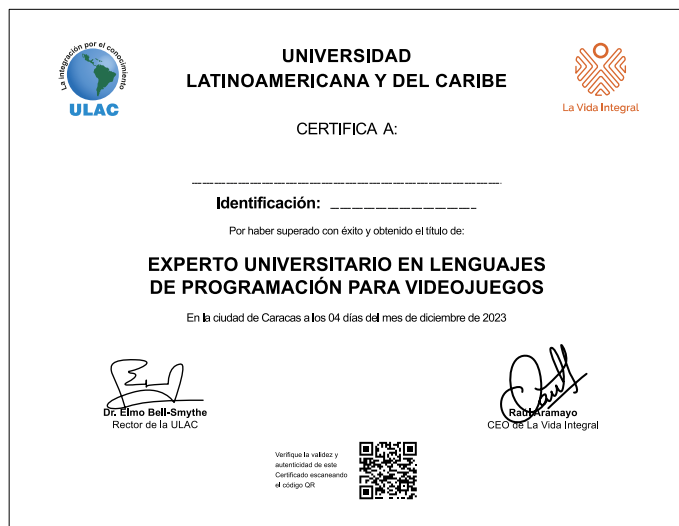 La integración por el conocimiento
ULAC
UNIVERSIDAD
LATINOAMERICANA Y DEL CARIBE
La Vida Integral
CERTIFICA A:
Identificación:
Por haber superado con éxito y obtenido el título de:
EXPERTO UNIVERSITARIO EN LENGUAJES
DE PROGRAMACIÓN PARA VIDEOJUEGOS
En la ciudad de Caracas a los 04 días del mes de diciembre de 2023
Dr. Elmo Bell-Smythe
Rector de la ULAC
Raúl Aramayo
CEO de La Vida Integral
Verifique la validez y
autenticidad de este
Certificado escaneando
el código QR